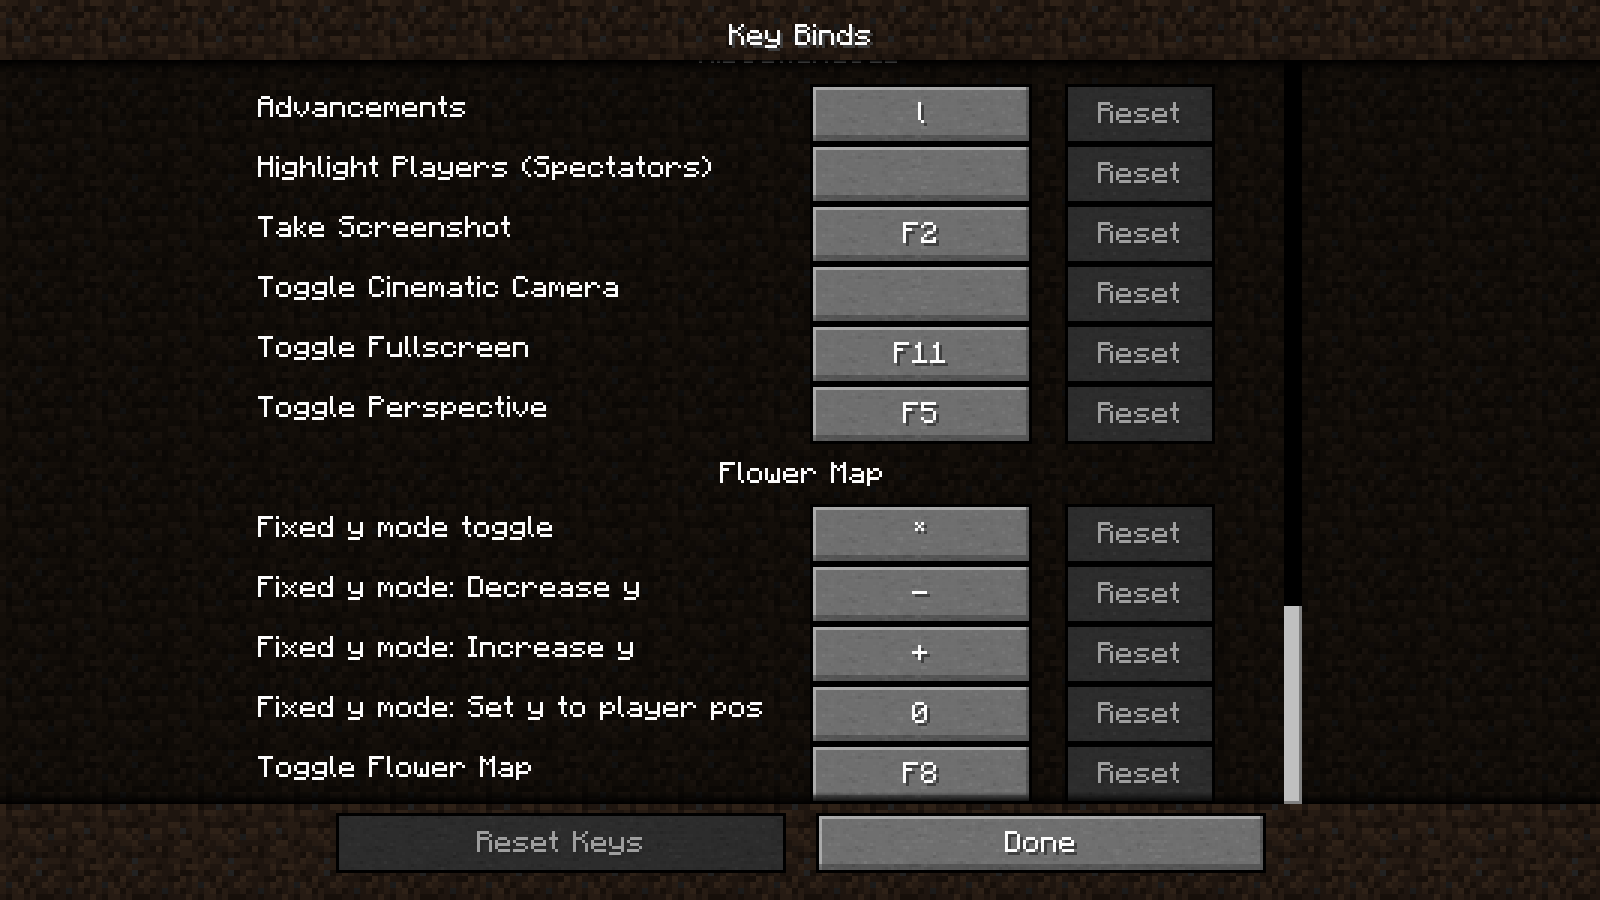 Key Binds
Advancements l Reset
Highlight Players (Spectators) Reset
Take Screenshot F2 Reset
Toggle Cinematic Camera Reset
Toggle Fullscreen F11 Reset
Toggle Perspective F5 Reset
Flower Map
Fixed y mode toggle * Reset
Fixed y mode: Decrease y - Reset
Fixed y mode: Increase y + Reset
Fixed y mode: Set y to player pos 0 Reset
Toggle Flower Map F8 Reset
Reset Keys Done